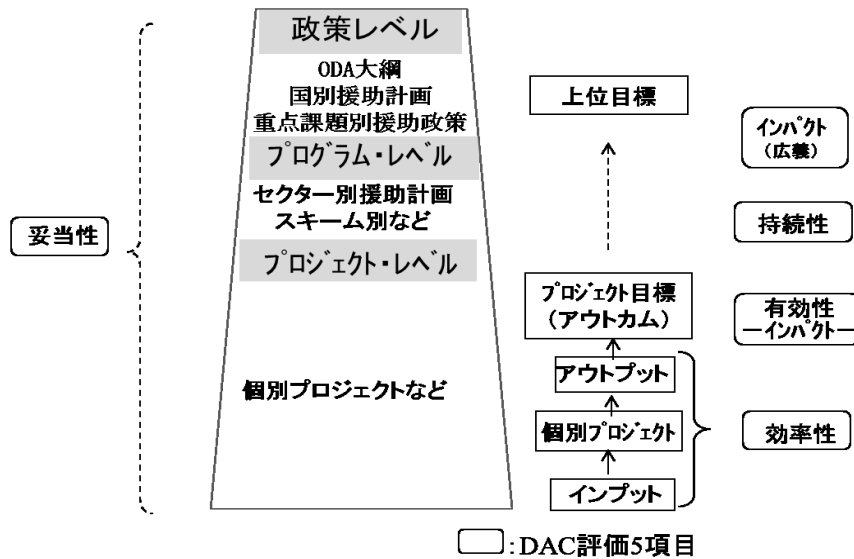 政策レベル
ODA大綱
国別援助計画
重点課題別援助政策
プログラム・レベル
セクター別援助計画
スキーム別など
プロジェクト・レベル
個別プロジェクトなど
妥当性
上位目標
プロジェクト目標
(アウトカム)
アウトプット
個別プロジェクト
インプット
インパクト
(広義)
持続性
有効性
―インパクト―
効率性
:DAC評価5項目